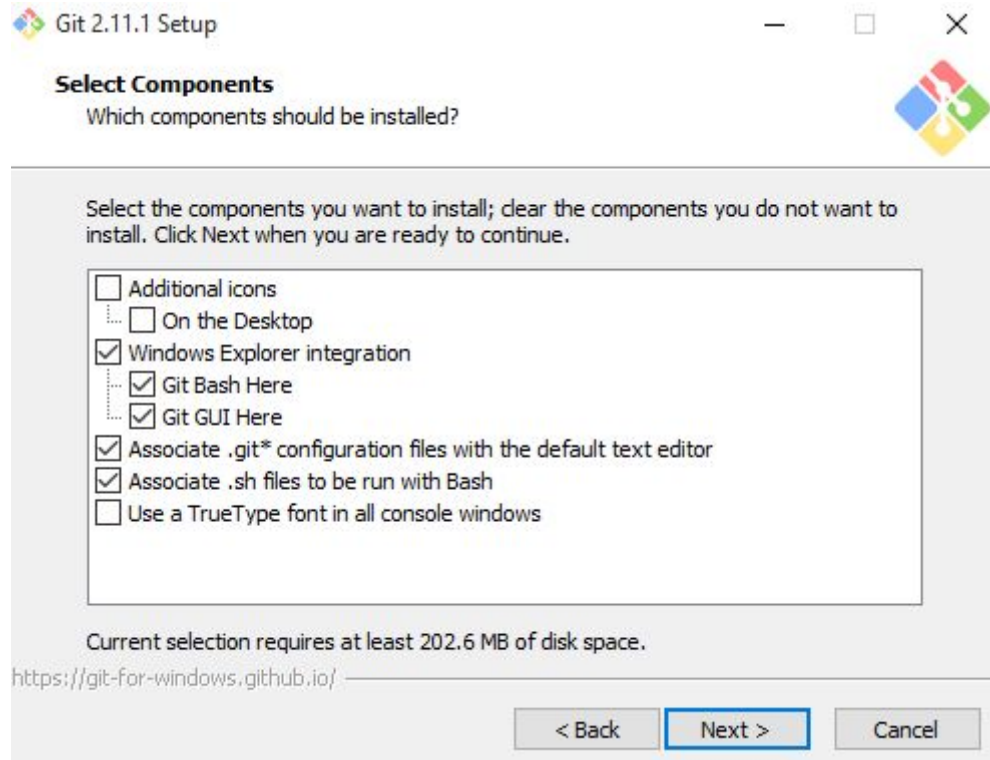 Git 2.11.1 Setup
Select Components
Which components should be installed?
Select the components you want to install; clear the components you do not want to
install. Click Next when you are ready to continue.
Additional icons
On the Desktop
Windows Explorer integration
Git Bash Here
Git GUI Here
Associate .git* configuration files with the default text editor
Associate .sh files to be run with Bash
Use a TrueType font in all console windows
Current selection requires at least 202.6 MB of disk space.
https://git-for-windows.github.io/
< Back Next > Cancel